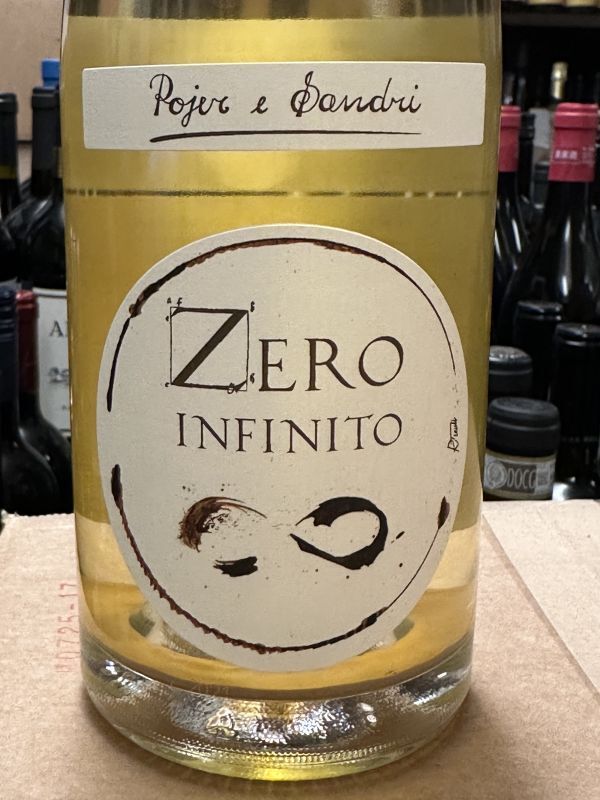 Pojer e Sandri
ZERO
INFINITO
DOCG